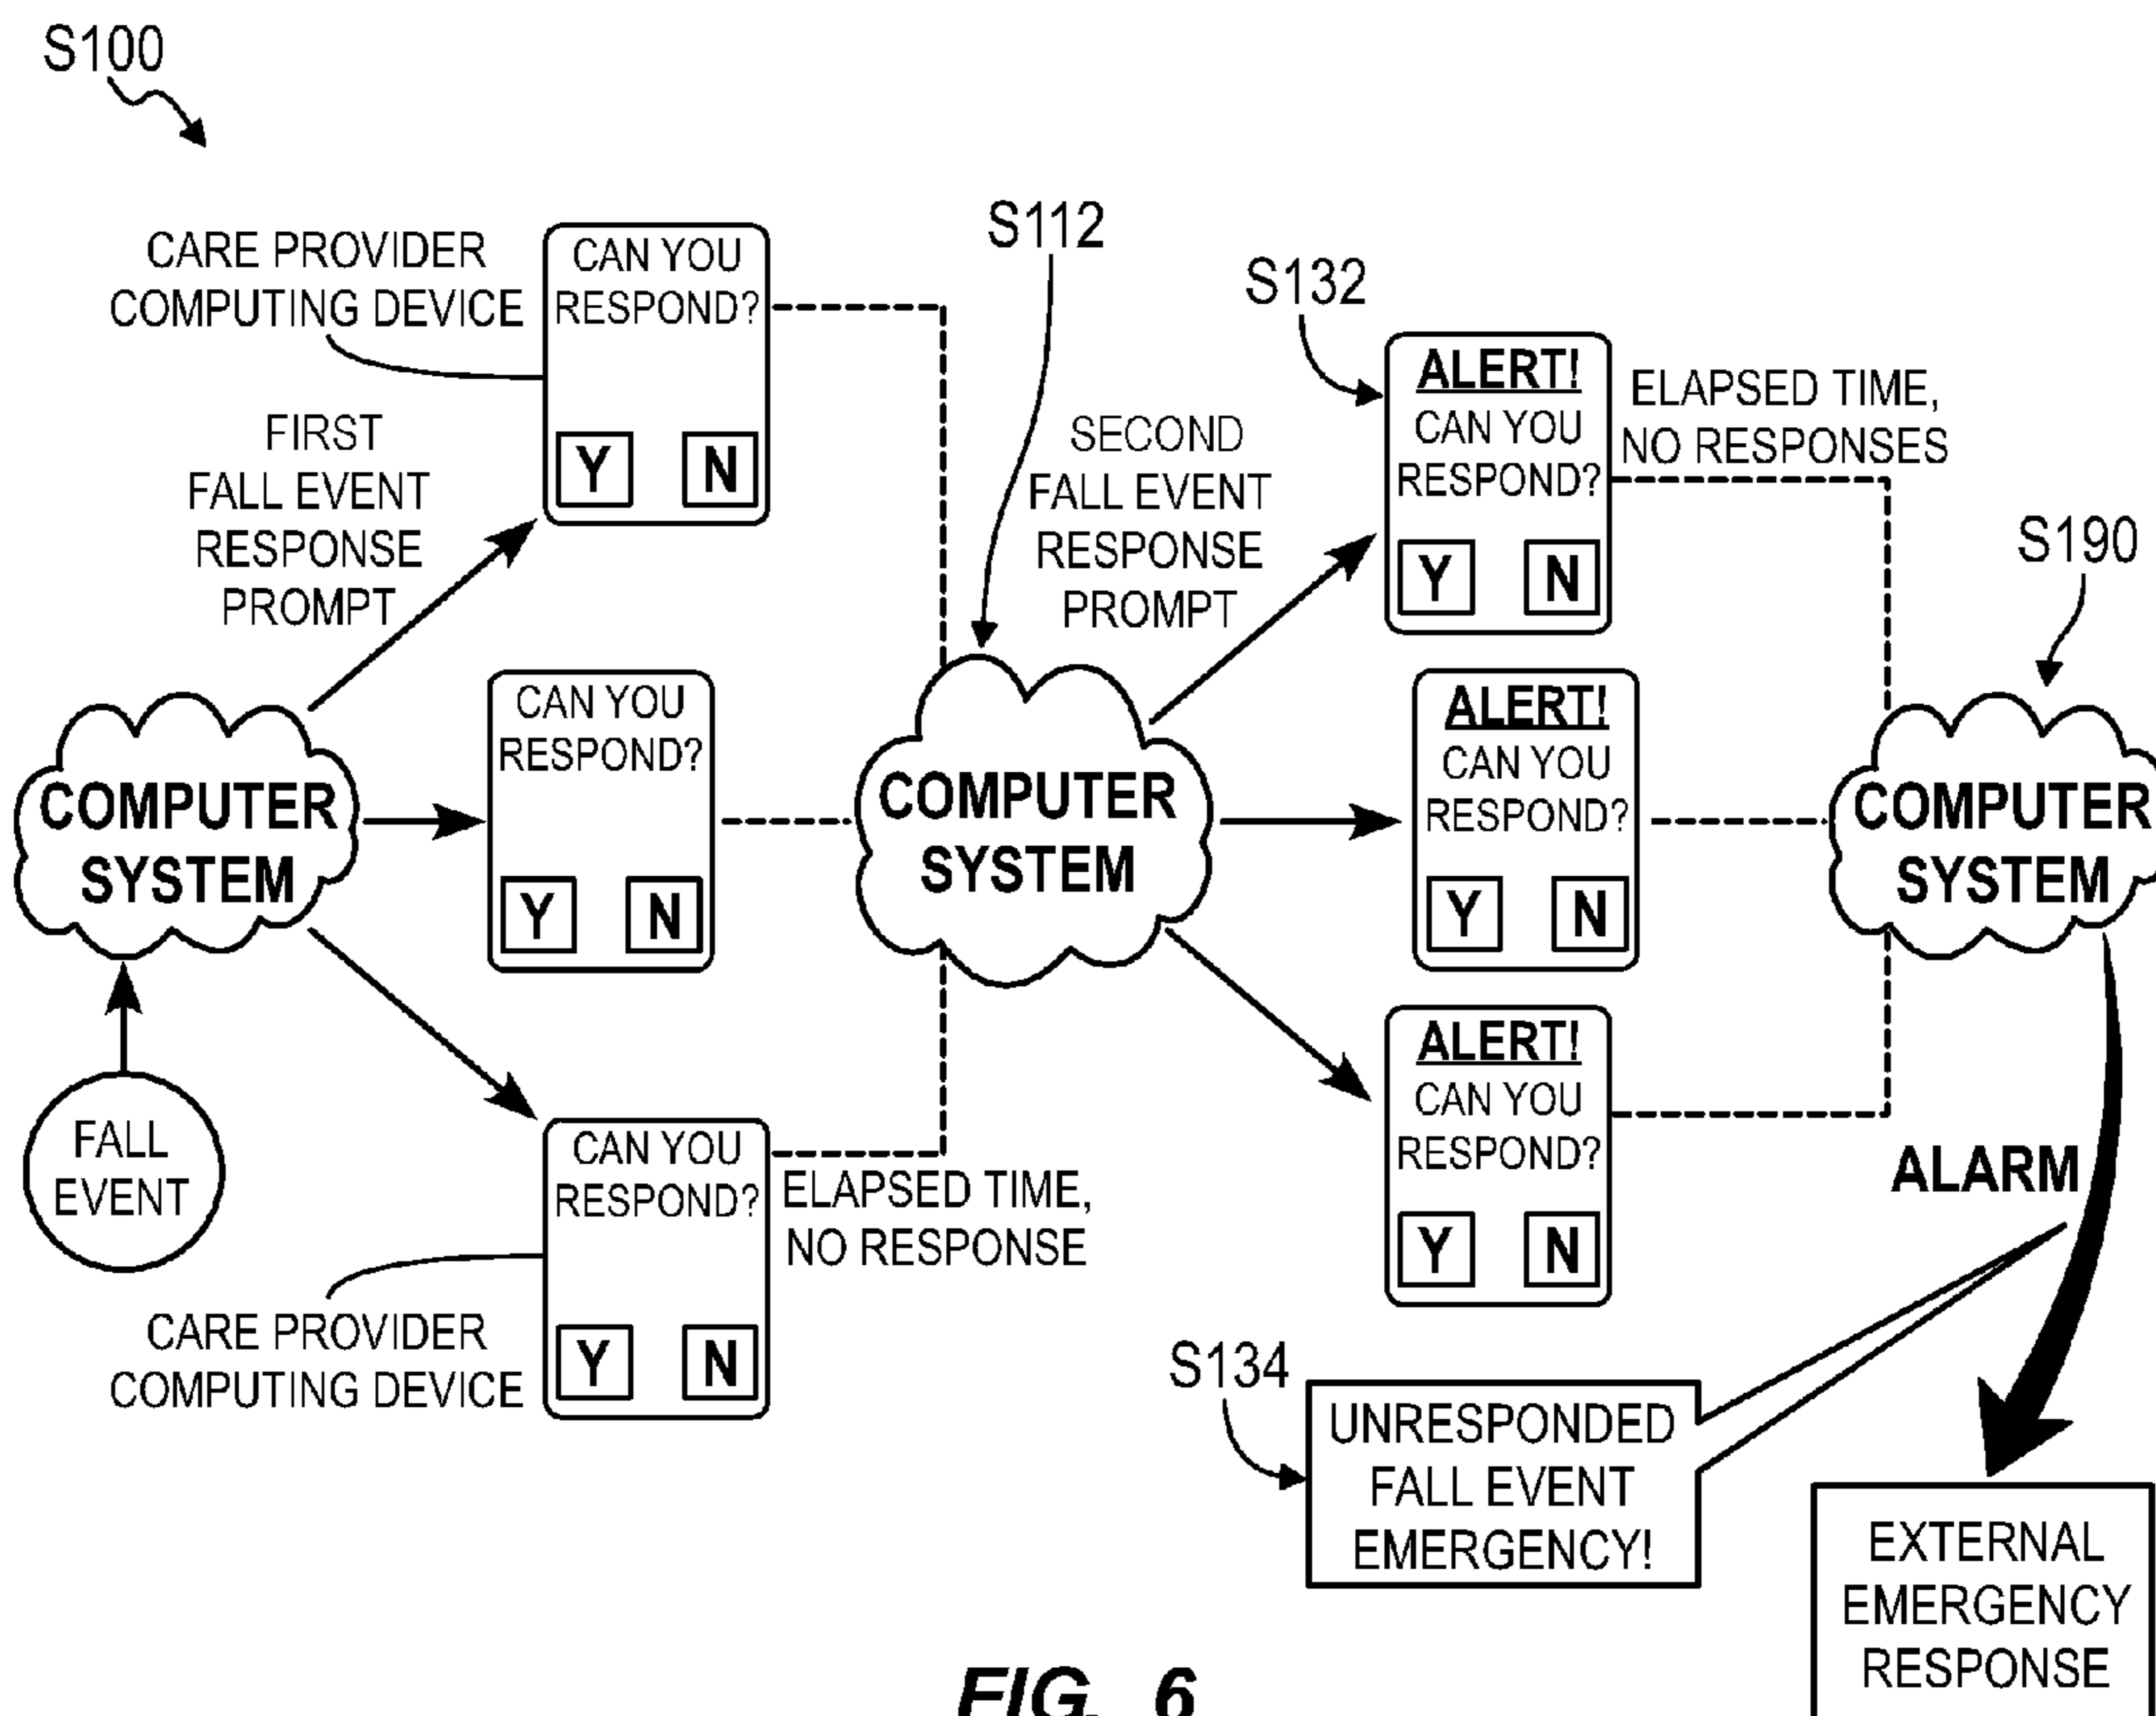 S100
CARE PROVIDER
COMPUTING DEVICE
CAN YOU
RESPOND?
Y N
FIRST
FALL EVENT
RESPONSE
PROMPT
COMPUTER
SYSTEM
FALL
EVENT
CAN YOU
RESPOND?
Y N
CAN YOU
RESPOND?
Y N
ELAPSED TIME,
NO RESPONSE
CARE PROVIDER
COMPUTING DEVICE
S112
COMPUTER
SYSTEM
SECOND
FALL EVENT
RESPONSE
PROMPT
S132
ALERT!
CAN YOU
RESPOND?
Y N
ELAPSED TIME,
NO RESPONSES
ALERT!
CAN YOU
RESPOND?
Y N
ALERT!
CAN YOU
RESPOND?
Y N
S190
COMPUTER
SYSTEM
ALARM
S134
UNRESPONDED
FALL EVENT
EMERGENCY!
EXTERNAL
EMERGENCY
RESPONSE
FIG. 6